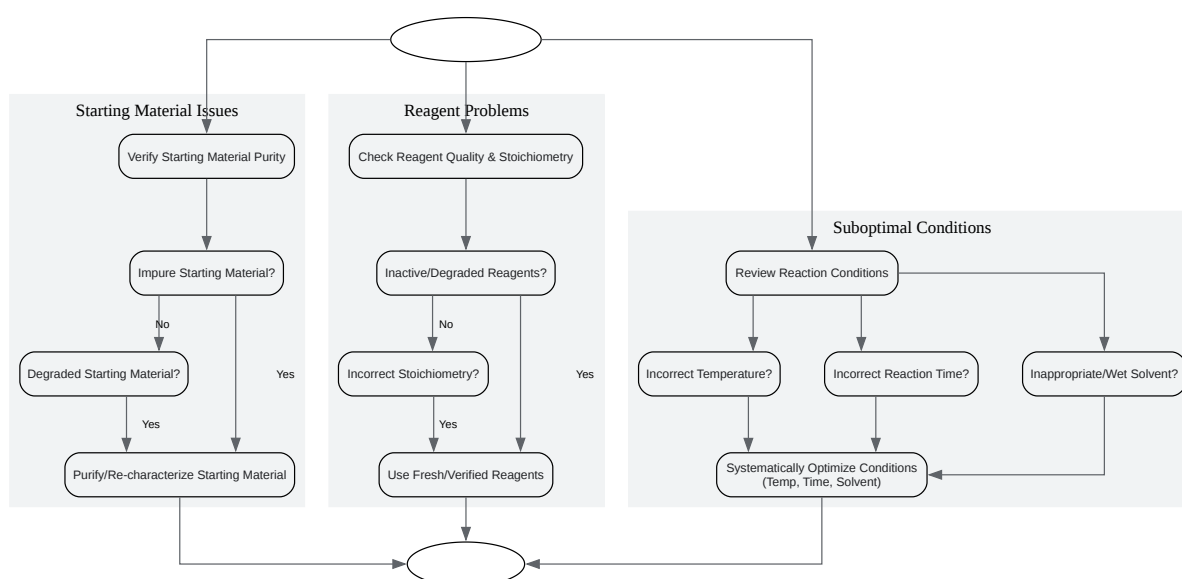 Starting Material Issues
Verify Starting Material Purity
Impure Starting Material?
No
Degraded Starting Material?
Yes
Yes
Purify/Re-characterize Starting Material
Reagent Problems
Check Reagent Quality & Stoichiometry
Inactive/Degraded Reagents?
No
Incorrect Stoichiometry?
Yes
Yes
Use Fresh/Verified Reagents
Suboptimal Conditions
Review Reaction Conditions
Incorrect Temperature?
Incorrect Reaction Time?
Inappropriate/Wet Solvent?
Systematically Optimize Conditions
(Temp, Time, Solvent)